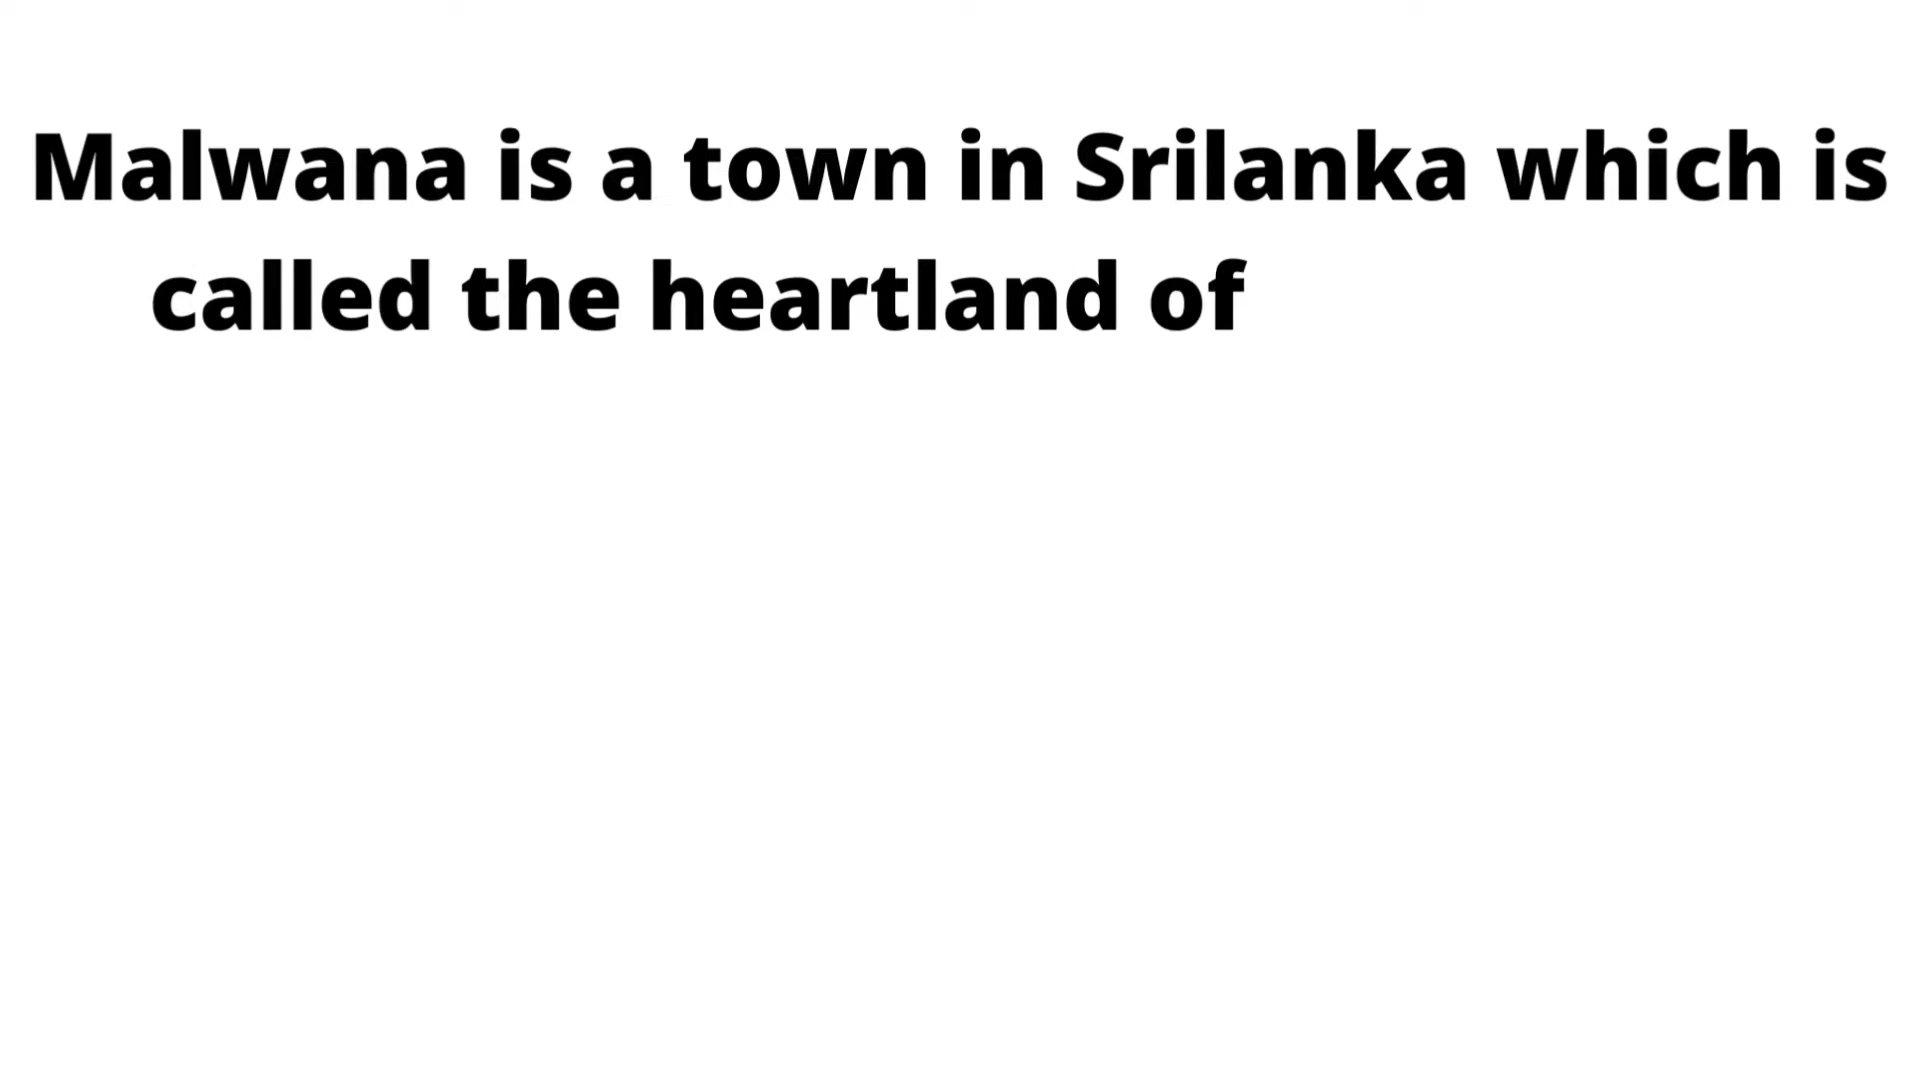 Malwana is a town in Srilanka which is
called the heartland of